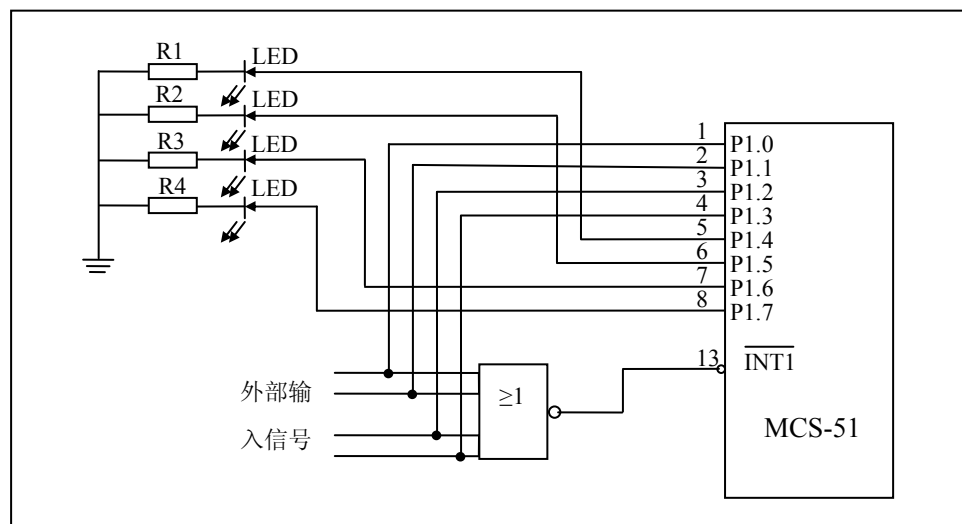 R1
LED
R2
LED
R3
LED
R4
LED
1
P1.0
2
P1.1
3
P1.2
4
P1.3
5
P1.4
6
P1.5
7
P1.6
8
P1.7
13
INT1
MCS-51
外部输
入信号
≥1